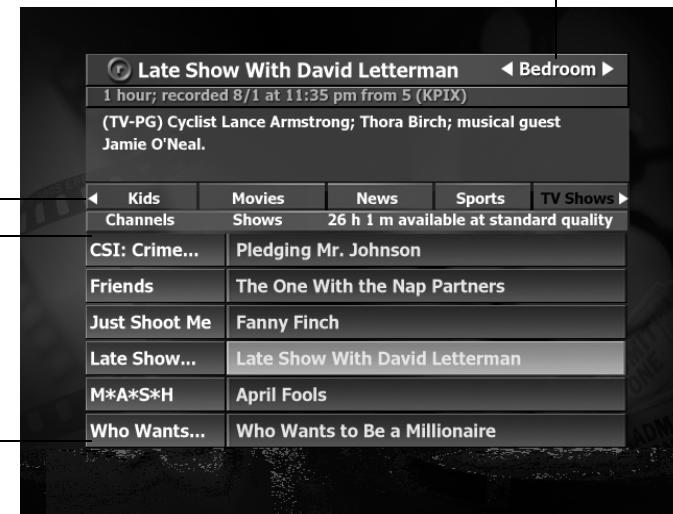 r Late Show With David Letterman ◀ Bedroom ▶
1 hour; recorded 8/1 at 11:35 pm from 5 (KPIX)
(TV-PG) Cyclist Lance Armstrong; Thora Birch; musical guest
Jamie O'Neal.
◀ Kids Movies News Sports TV Shows ▶
Channels Shows 26 h 1 m available at standard quality
CSI: Crime... Pledging Mr. Johnson
Friends The One With the Nap Partners
Just Shoot Me Fanny Finch
Late Show... Late Show With David Letterman
M*A*S*H April Fools
Who Wants... Who Wants to Be a Millionaire